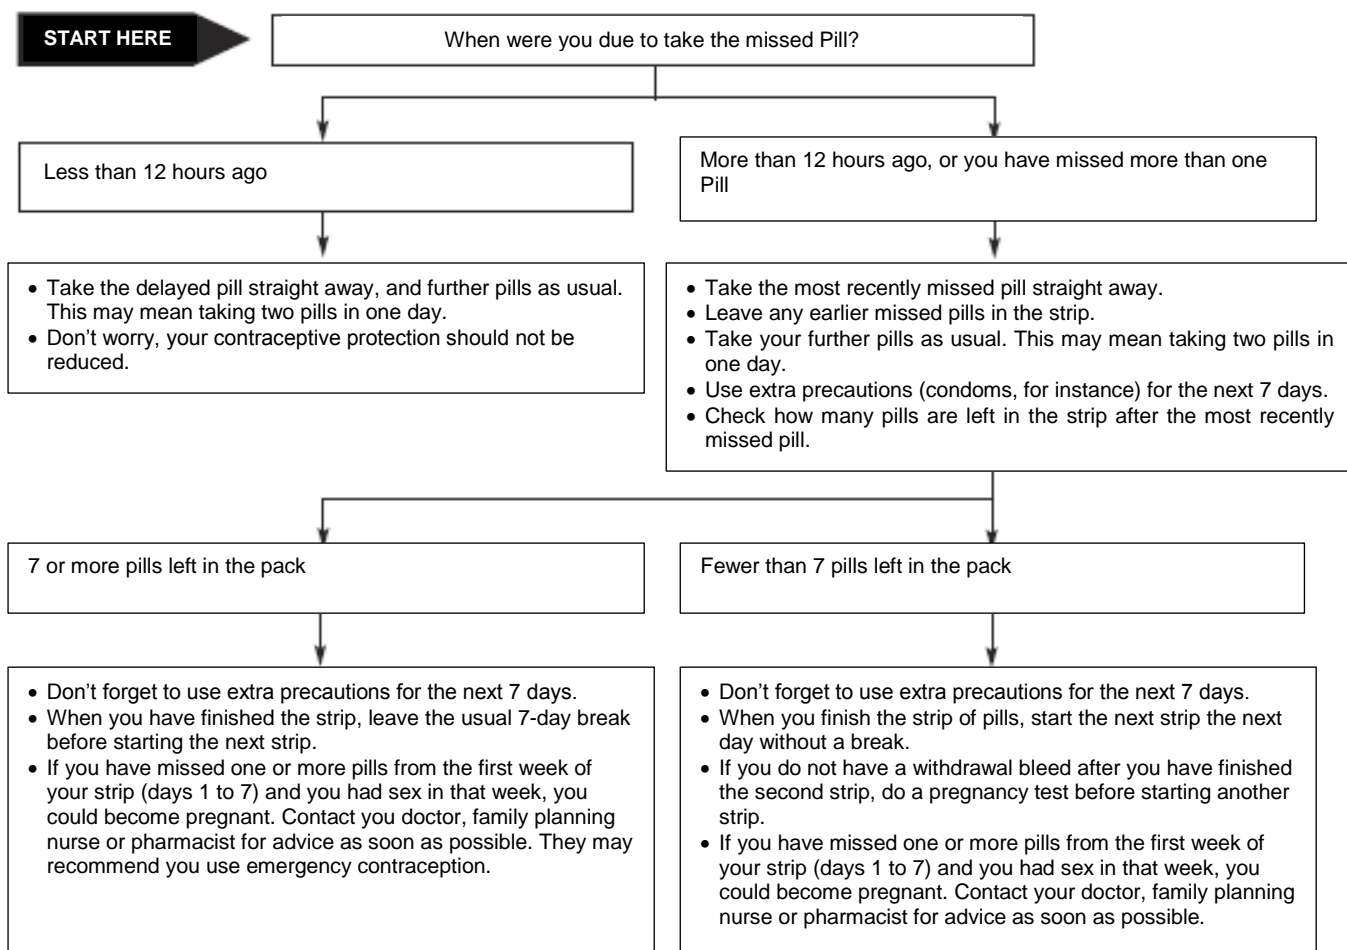 START HERE
When were you due to take the missed Pill?
Less than 12 hours ago
More than 12 hours ago, or you have missed more than one
Pill
• Take the delayed pill straight away, and further pills as usual.
This may mean taking two pills in one day.
• Don’t worry, your contraceptive protection should not be
reduced.
• Take the most recently missed pill straight away.
• Leave any earlier missed pills in the strip.
• Take your further pills as usual. This may mean taking two pills in
one day.
• Use extra precautions (condoms, for instance) for the next 7 days.
• Check how many pills are left in the strip after the most recently
missed pill.
7 or more pills left in the pack
Fewer than 7 pills left in the pack
• Don’t forget to use extra precautions for the next 7 days.
• When you have finished the strip, leave the usual 7-day break
before starting the next strip.
• If you have missed one or more pills from the first week of
your strip (days 1 to 7) and you had sex in that week, you
could become pregnant. Contact you doctor, family planning
nurse or pharmacist for advice as soon as possible. They may
recommend you use emergency contraception.
• Don’t forget to use extra precautions for the next 7 days.
• When you finish the strip of pills, start the next strip the next
day without a break.
• If you do not have a withdrawal bleed after you have finished
the second strip, do a pregnancy test before starting another
strip.
• If you have missed one or more pills from the first week of
your strip (days 1 to 7) and you had sex in that week, you
could become pregnant. Contact your doctor, family planning
nurse or pharmacist for advice as soon as possible.